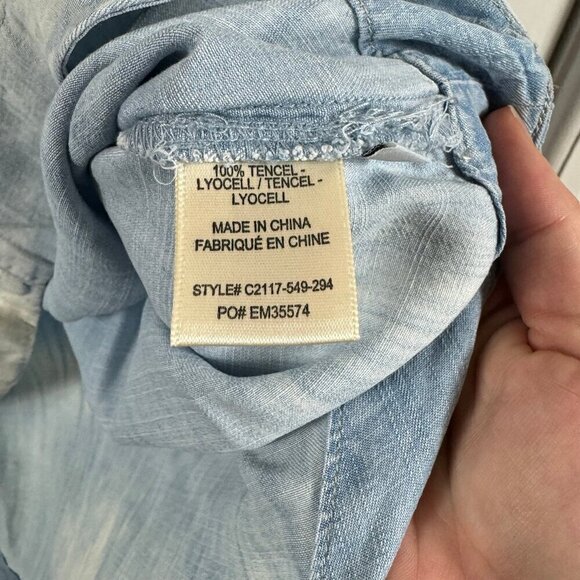 100% TENCEL -
LYOCELL / TENCEL -
LYOCELL
MADE IN CHINA
FABRIQUÉ EN CHINE
STYLE# C2117-549-294
PO# EM35574